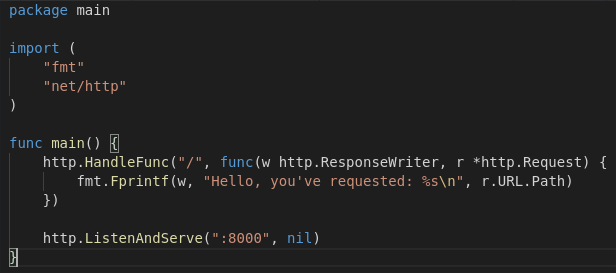 package main

import (
    "fmt"
    "net/http"
)

func main() {
    http.HandleFunc("/", func(w http.ResponseWriter, r *http.Request) {
        fmt.Fprintf(w, "Hello, you've requested: %s\n", r.URL.Path)
    })

    http.ListenAndServe(":8000", nil)
}